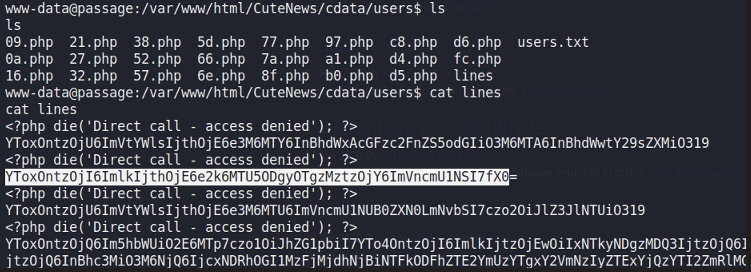 www-data@passage:/var/www/html/CuteNews/cdata/users$ ls
ls
09.php 21.php 38.php 5d.php 77.php 97.php c8.php d6.php users.txt
0a.php 27.php 52.php 66.php 7a.php a1.php d4.php fc.php
16.php 32.php 57.php 6e.php 8f.php b0.php d5.php lines
www-data@passage:/var/www/html/CuteNews/cdata/users$ cat lines
cat lines
<?php die('Direct call - access denied'); ?>
YToxOntzOjU6ImVtYWlsIjthOjE6e3M6MTY6InBhdWxAcGFzc2FnZS5odGIiO3M6MTA6InBhdWwtY29sZXMiO319
<?php die('Direct call - access denied'); ?>
YToxOntzOjI6ImlkIjthOjE6e2k6MTU5ODgyOTgzMztzOjY6ImVncmU1NSI7fX0=
<?php die('Direct call - access denied'); ?>
YToxOntzOjU6ImVtYWlsIjthOjE6e3M6MTU6ImVncmU1NUB0ZXN0LmNvbSI7czo2OiJlZ3JlNTUiO319
<?php die('Direct call - access denied'); ?>
YToxOntzOjQ6Im5hbWUiO2E6MTp7czo1OiJhZG1pbiI7YTo4OntzOjI6ImlkIjtzOjEwOiIxNTkyNDgzMDQ3IjtzOjQ6I
jtzOjQ6InBhc3MiO3M6NjQ6IjcxNDRhOGI1MzFjMjdhNjBiNTFkODFhZTE2YmUzYTgxY2VmNzIyZTExYjQzYTI2ZmRlMC